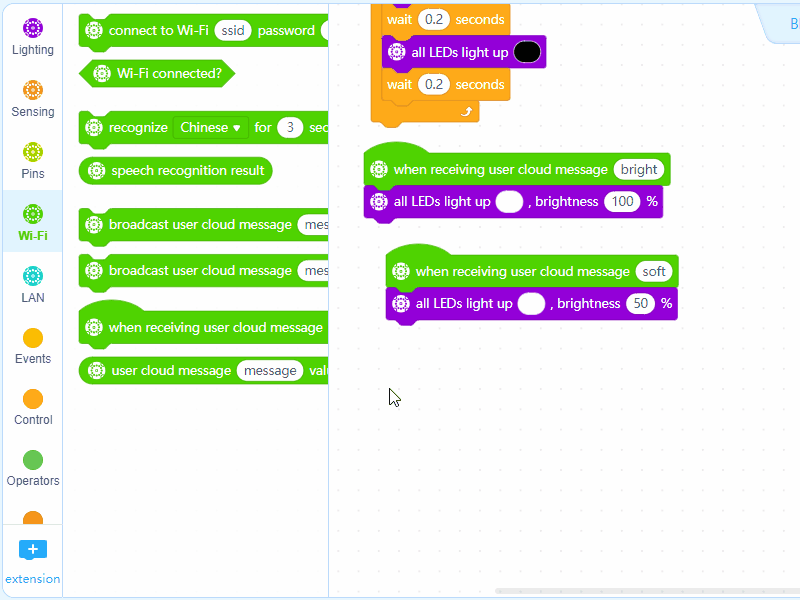 Lighting
Sensing
Pins
Wi-Fi
LAN
Events
Control
Operators
extension
connect to Wi-Fi ssid password
Wi-Fi connected?
recognize Chinese ▾ for 3 sec
speech recognition result
broadcast user cloud message mes
broadcast user cloud message mes
when receiving user cloud message
user cloud message message val
wait 0.2 seconds
all LEDs light up
wait 0.2 seconds
when receiving user cloud message bright
all LEDs light up , brightness 100 %
when receiving user cloud message soft
all LEDs light up , brightness 50 %